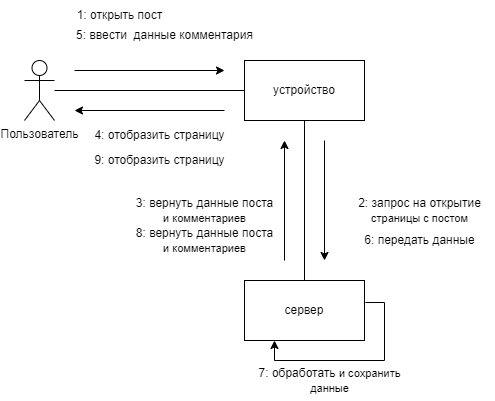 1: открыть пост
5: ввести данные комментария
устройство
Пользователь
4: отобразить страницу
9: отобразить страницу
3: вернуть данные поста
и комментариев
8: вернуть данные поста
и комментариев
2: запрос на открытие
страницы с постом
6: передать данные
сервер
7: обработать и сохранить
данные